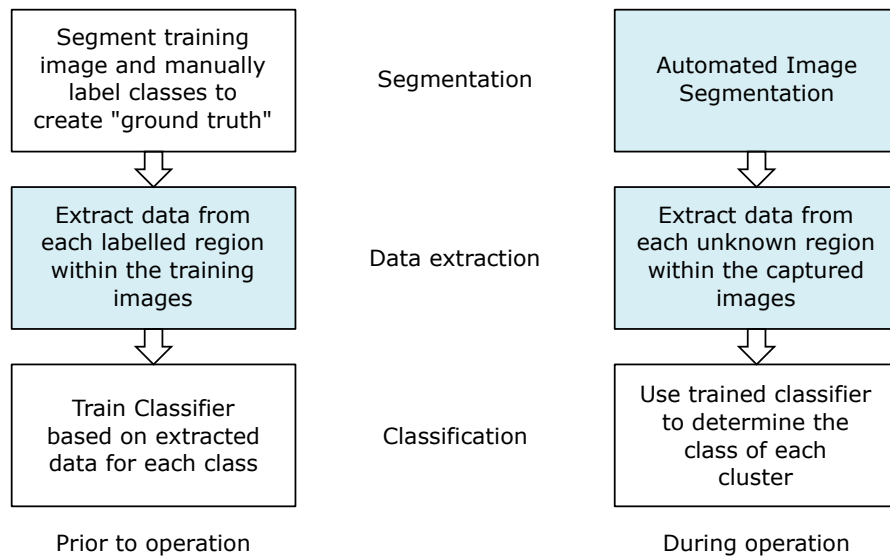 Segment training
image and manually
label classes to
create "ground truth"
Segmentation
Automated Image
Segmentation
Extract data from
each labelled region
within the training
images
Data extraction
Extract data from
each unknown region
within the captured
images
Train Classifier
based on extracted
data for each class
Classification
Use trained classifier
to determine the
class of each
cluster
Prior to operation
During operation